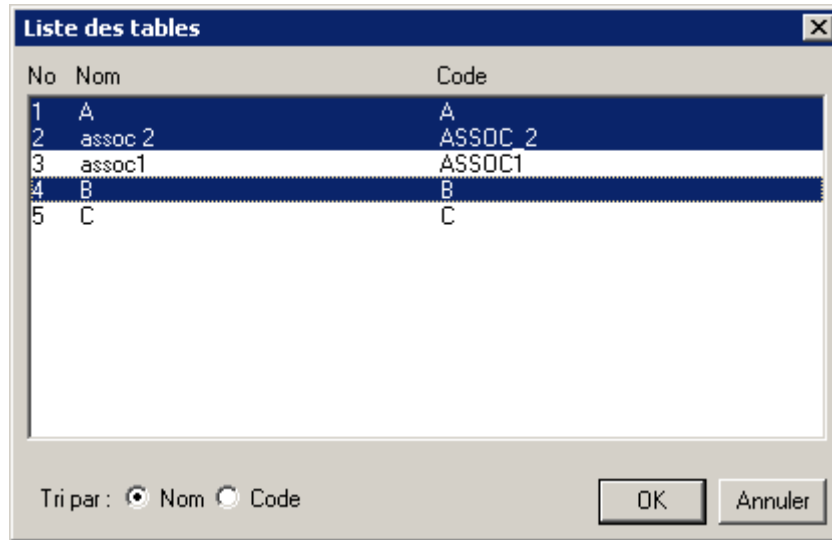 Liste des tables
No Nom Code
1 A A
2 assoc 2 ASSOC_2
3 assoc1 ASSOC1
4 B B
5 C C
Tri par : Nom Code OK Annuler